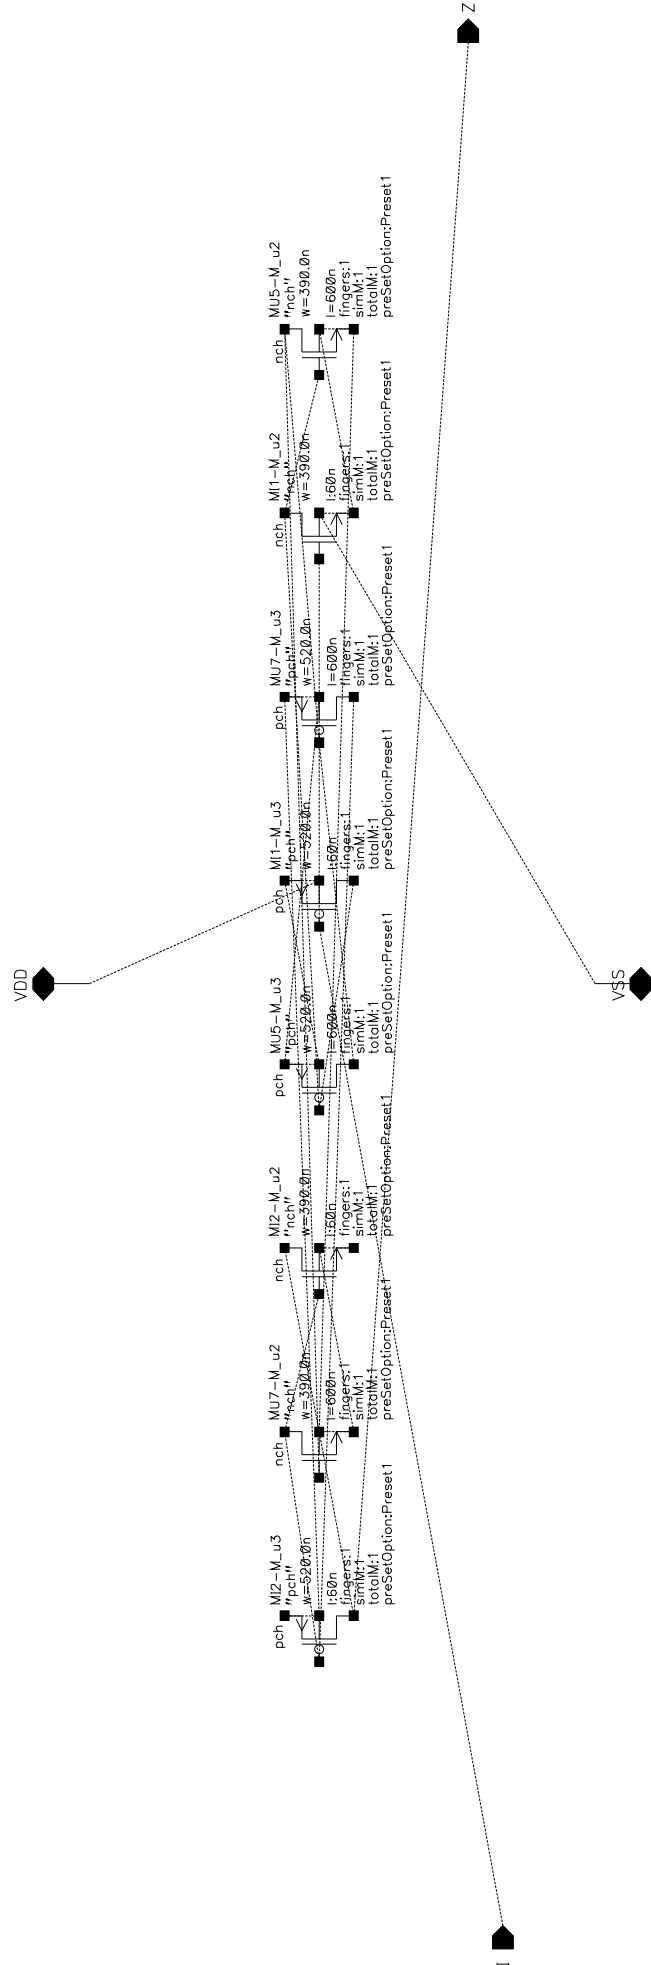 VDD
MI2-M_u3
"pch"
pch
w=520.0n
l:60n
fingers:1
simM:1
totalM:1
preSetOption:Preset1
MU7-M_u2
"nch"
nch
w=390.0n
l=600n
fingers:1
simM:1
totalM:1
preSetOption:Preset1
MI2-M_u2
"nch"
nch
w=390.0n
l:60n
fingers:1
simM:1
totalM:1
preSetOption:Preset1
MU5-M_u3
"pch"
pch
w=520.0n
l=600n
fingers:1
simM:1
totalM:1
preSetOption:Preset1
MI1-M_u3
"pch"
pch
w=520.0n
l:60n
fingers:1
simM:1
totalM:1
preSetOption:Preset1
MU7-M_u3
"pch"
pch
w=520.0n
l=600n
fingers:1
simM:1
totalM:1
preSetOption:Preset1
MI1-M_u2
"nch"
nch
w=390.0n
l:60n
fingers:1
simM:1
totalM:1
preSetOption:Preset1
MU5-M_u2
"nch"
nch
w=390.0n
l=600n
fingers:1
simM:1
totalM:1
preSetOption:Preset1
Z
I
VSS